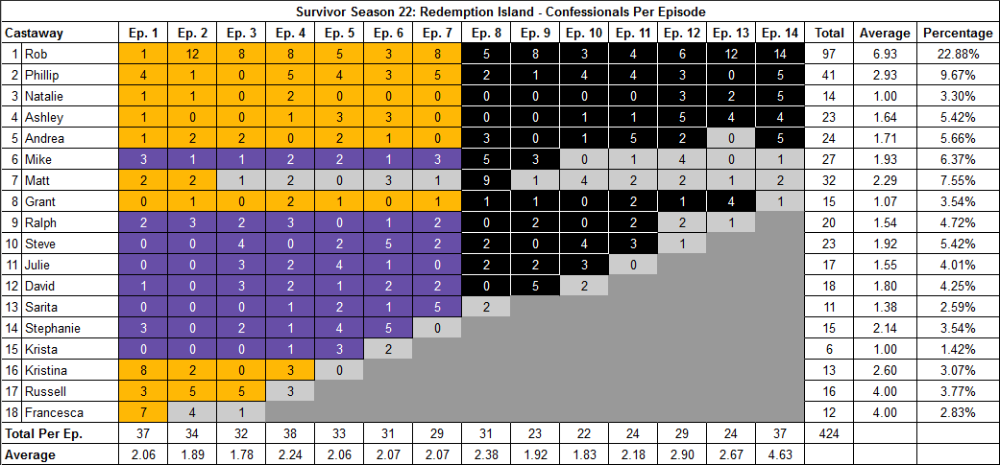 Survivor Season 22: Redemption Island - Confessionals Per Episode
Castaway Ep. 1 Ep. 2 Ep. 3 Ep. 4 Ep. 5 Ep. 6 Ep. 7 Ep. 8 Ep. 9 Ep. 10 Ep. 11 Ep. 12 Ep. 13 Ep. 14 Total Average Percentage
1 Rob 1 12 8 8 5 3 8 5 8 3 4 6 12 14 97 6.93 22.88%
2 Phillip 4 1 0 5 4 3 5 2 1 4 4 3 0 5 41 2.93 9.67%
3 Natalie 1 1 0 2 0 0 0 0 0 0 0 3 2 5 14 1.00 3.30%
4 Ashley 1 0 0 1 3 3 0 0 0 1 1 5 4 4 23 1.64 5.42%
5 Andrea 1 2 2 0 2 1 0 3 0 1 5 2 0 5 24 1.71 5.66%
6 Mike 3 1 1 2 2 1 3 5 3 0 1 4 0 1 27 1.93 6.37%
7 Matt 2 2 1 2 0 3 1 9 1 4 2 2 1 2 32 2.29 7.55%
8 Grant 0 1 0 2 1 0 1 1 1 0 2 1 4 1 15 1.07 3.54%
9 Ralph 2 3 2 3 0 1 2 2 0 2 0 2 1 20 1.54 4.72%
10 Steve 0 0 4 0 2 5 2 2 0 4 3 1 23 1.92 5.42%
11 Julie 0 0 3 2 4 1 0 2 2 3 0 17 1.55 4.01%
12 David 1 0 3 2 1 2 2 0 5 2 18 1.80 4.25%
13 Sarita 0 0 0 1 2 1 5 2 11 1.38 2.59%
14 Stephanie 3 0 2 1 4 5 0 15 2.14 3.54%
15 Krista 0 0 0 1 3 2 6 1.00 1.42%
16 Kristina 8 2 0 3 0 13 2.60 3.07%
17 Russell 3 5 5 3 16 4.00 3.77%
18 Francesca 7 4 1 12 4.00 2.83%
Total Per Ep. 37 34 32 38 33 31 29 31 23 22 24 29 24 37 424
Average 2.06 1.89 1.78 2.24 2.06 2.07 2.07 2.38 1.92 1.83 2.18 2.90 2.67 4.63